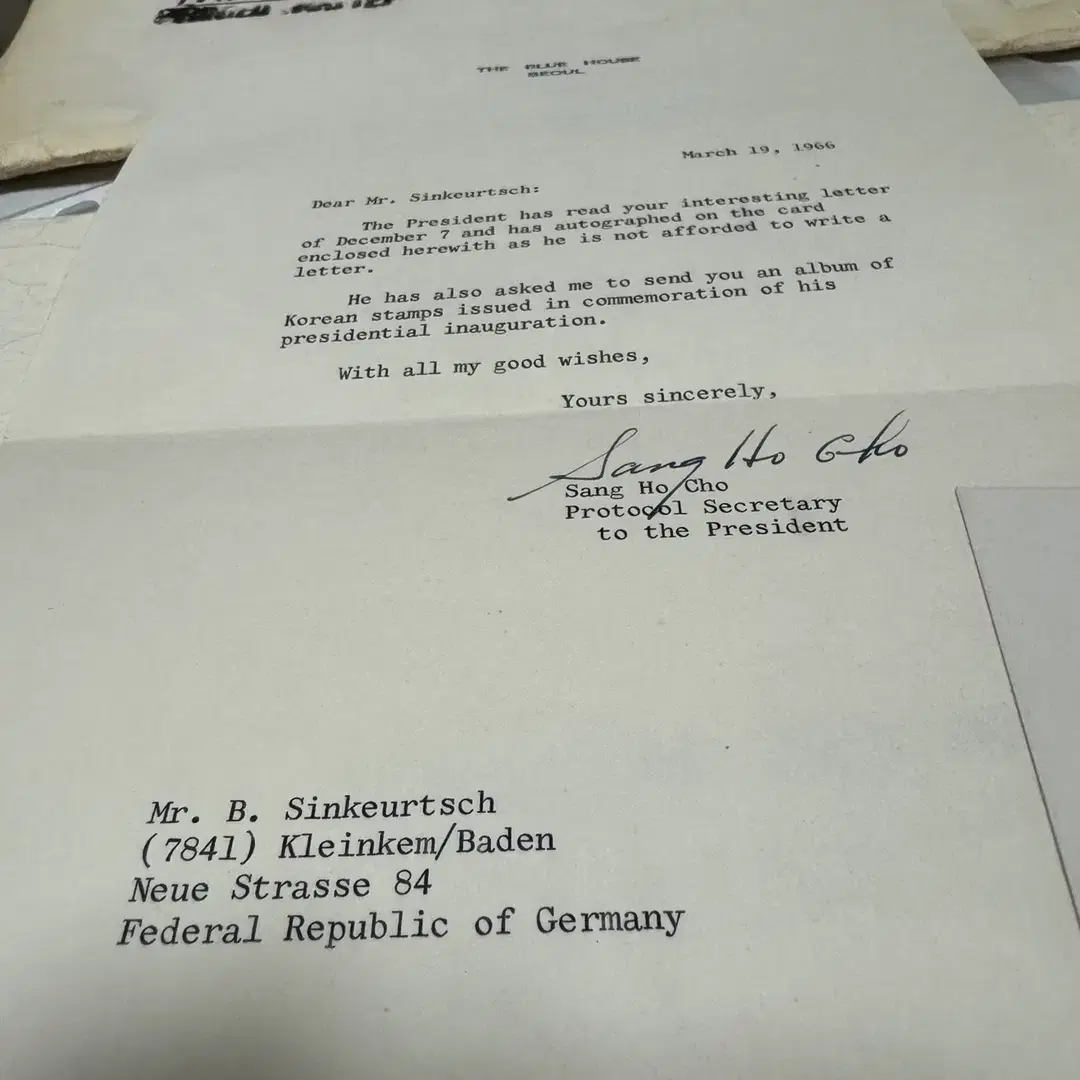 THE BLUE HOUSE
SEOUL
March 19, 1966
Dear Mr. Sinkeurtsch:
The President has read your interesting letter
of December 7 and has autographed on the card
enclosed herewith as he is not afforded to write a
letter.
He has also asked me to send you an album of
Korean stamps issued in commemoration of his
presidential inauguration.
With all my good wishes,
Yours sincerely,
Sang Ho Cho
Sang Ho Cho
Protocol Secretary
to the President
Mr. B. Sinkeurtsch
(7841) Kleinkem/Baden
Neue Strasse 84
Federal Republic of Germany